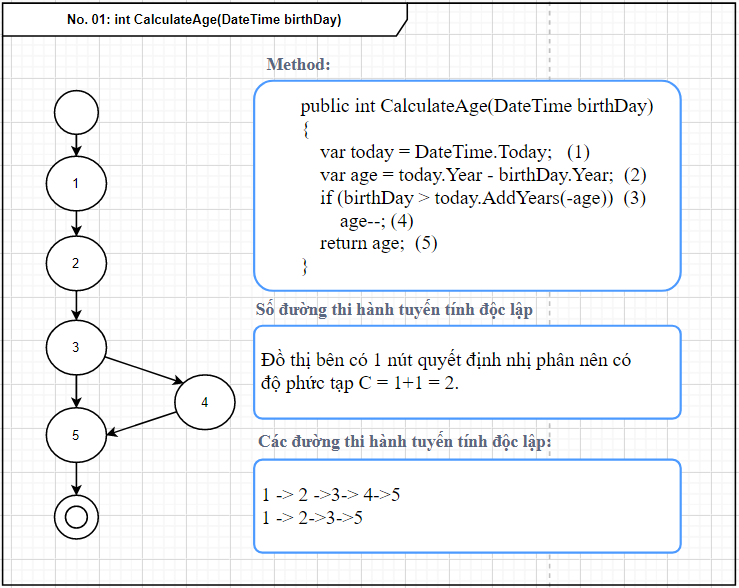 No. 01: int CalculateAge(DateTime birthDay)
Method:
public int CalculateAge(DateTime birthDay)
{
var today = DateTime.Today; (1)
var age = today.Year - birthDay.Year; (2)
if (birthDay > today.AddYears(-age)) (3)
age--; (4)
return age; (5)
}
1
2
3
4
5
Số đường thi hành tuyến tính độc lập
Đồ thị bên có 1 nút quyết định nhị phân nên có
độ phức tạp C = 1+1 = 2.
Các đường thi hành tuyến tính độc lập:
1 -> 2 ->3-> 4->5
1 -> 2->3->5